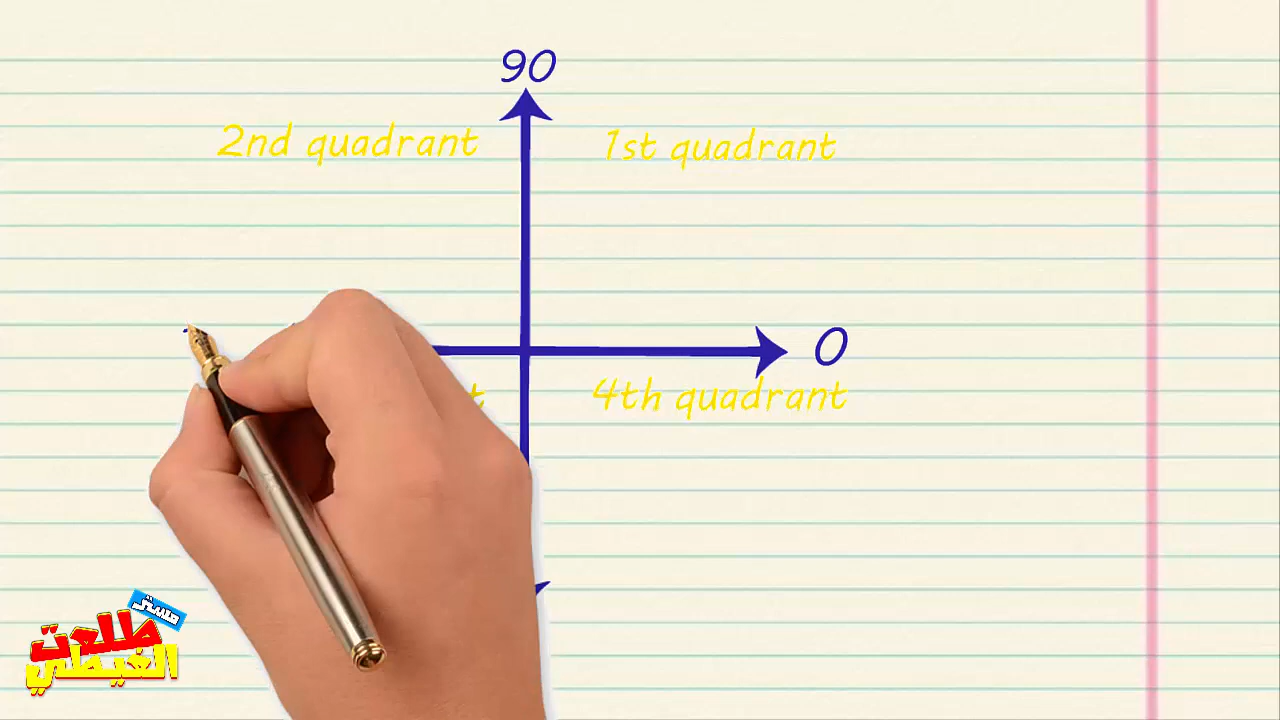 90
2nd quadrant
1st quadrant
0
4th quadrant
مستر
طلعت
الغيطي